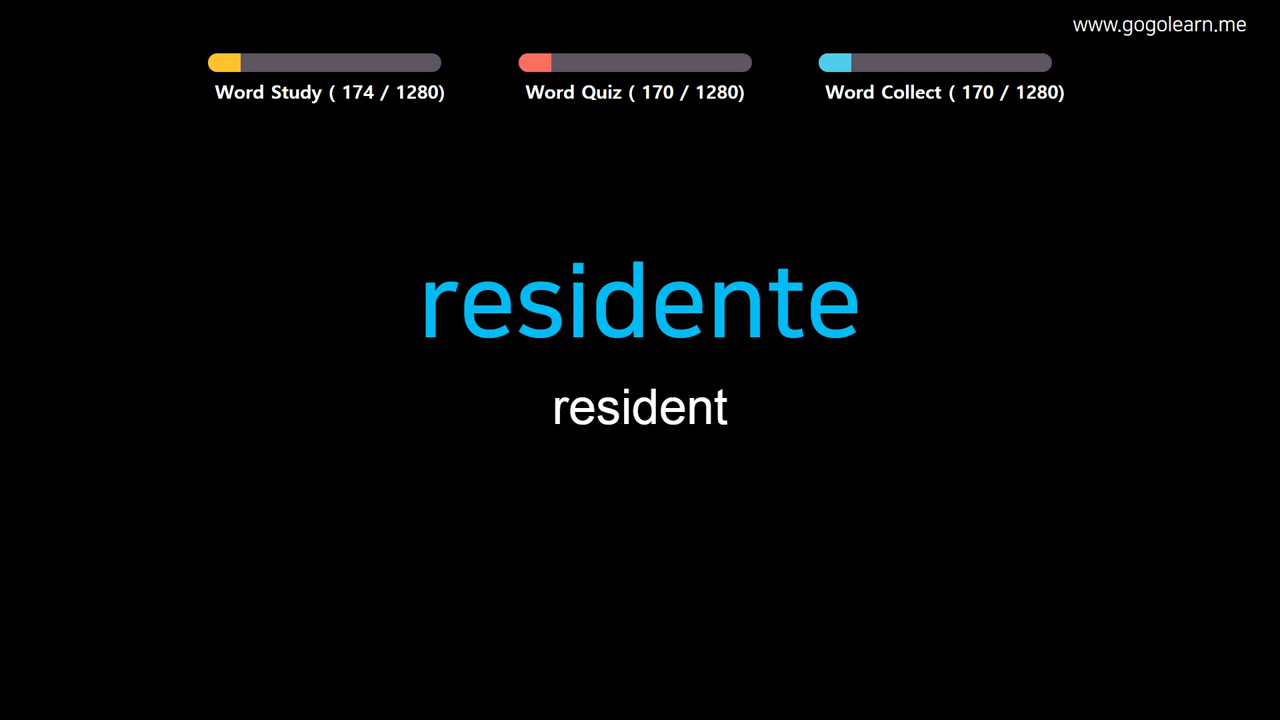 www.gogolearn.me
Word Study ( 174 / 1280)
Word Quiz ( 170 / 1280)
Word Collect ( 170 / 1280)
residente
resident